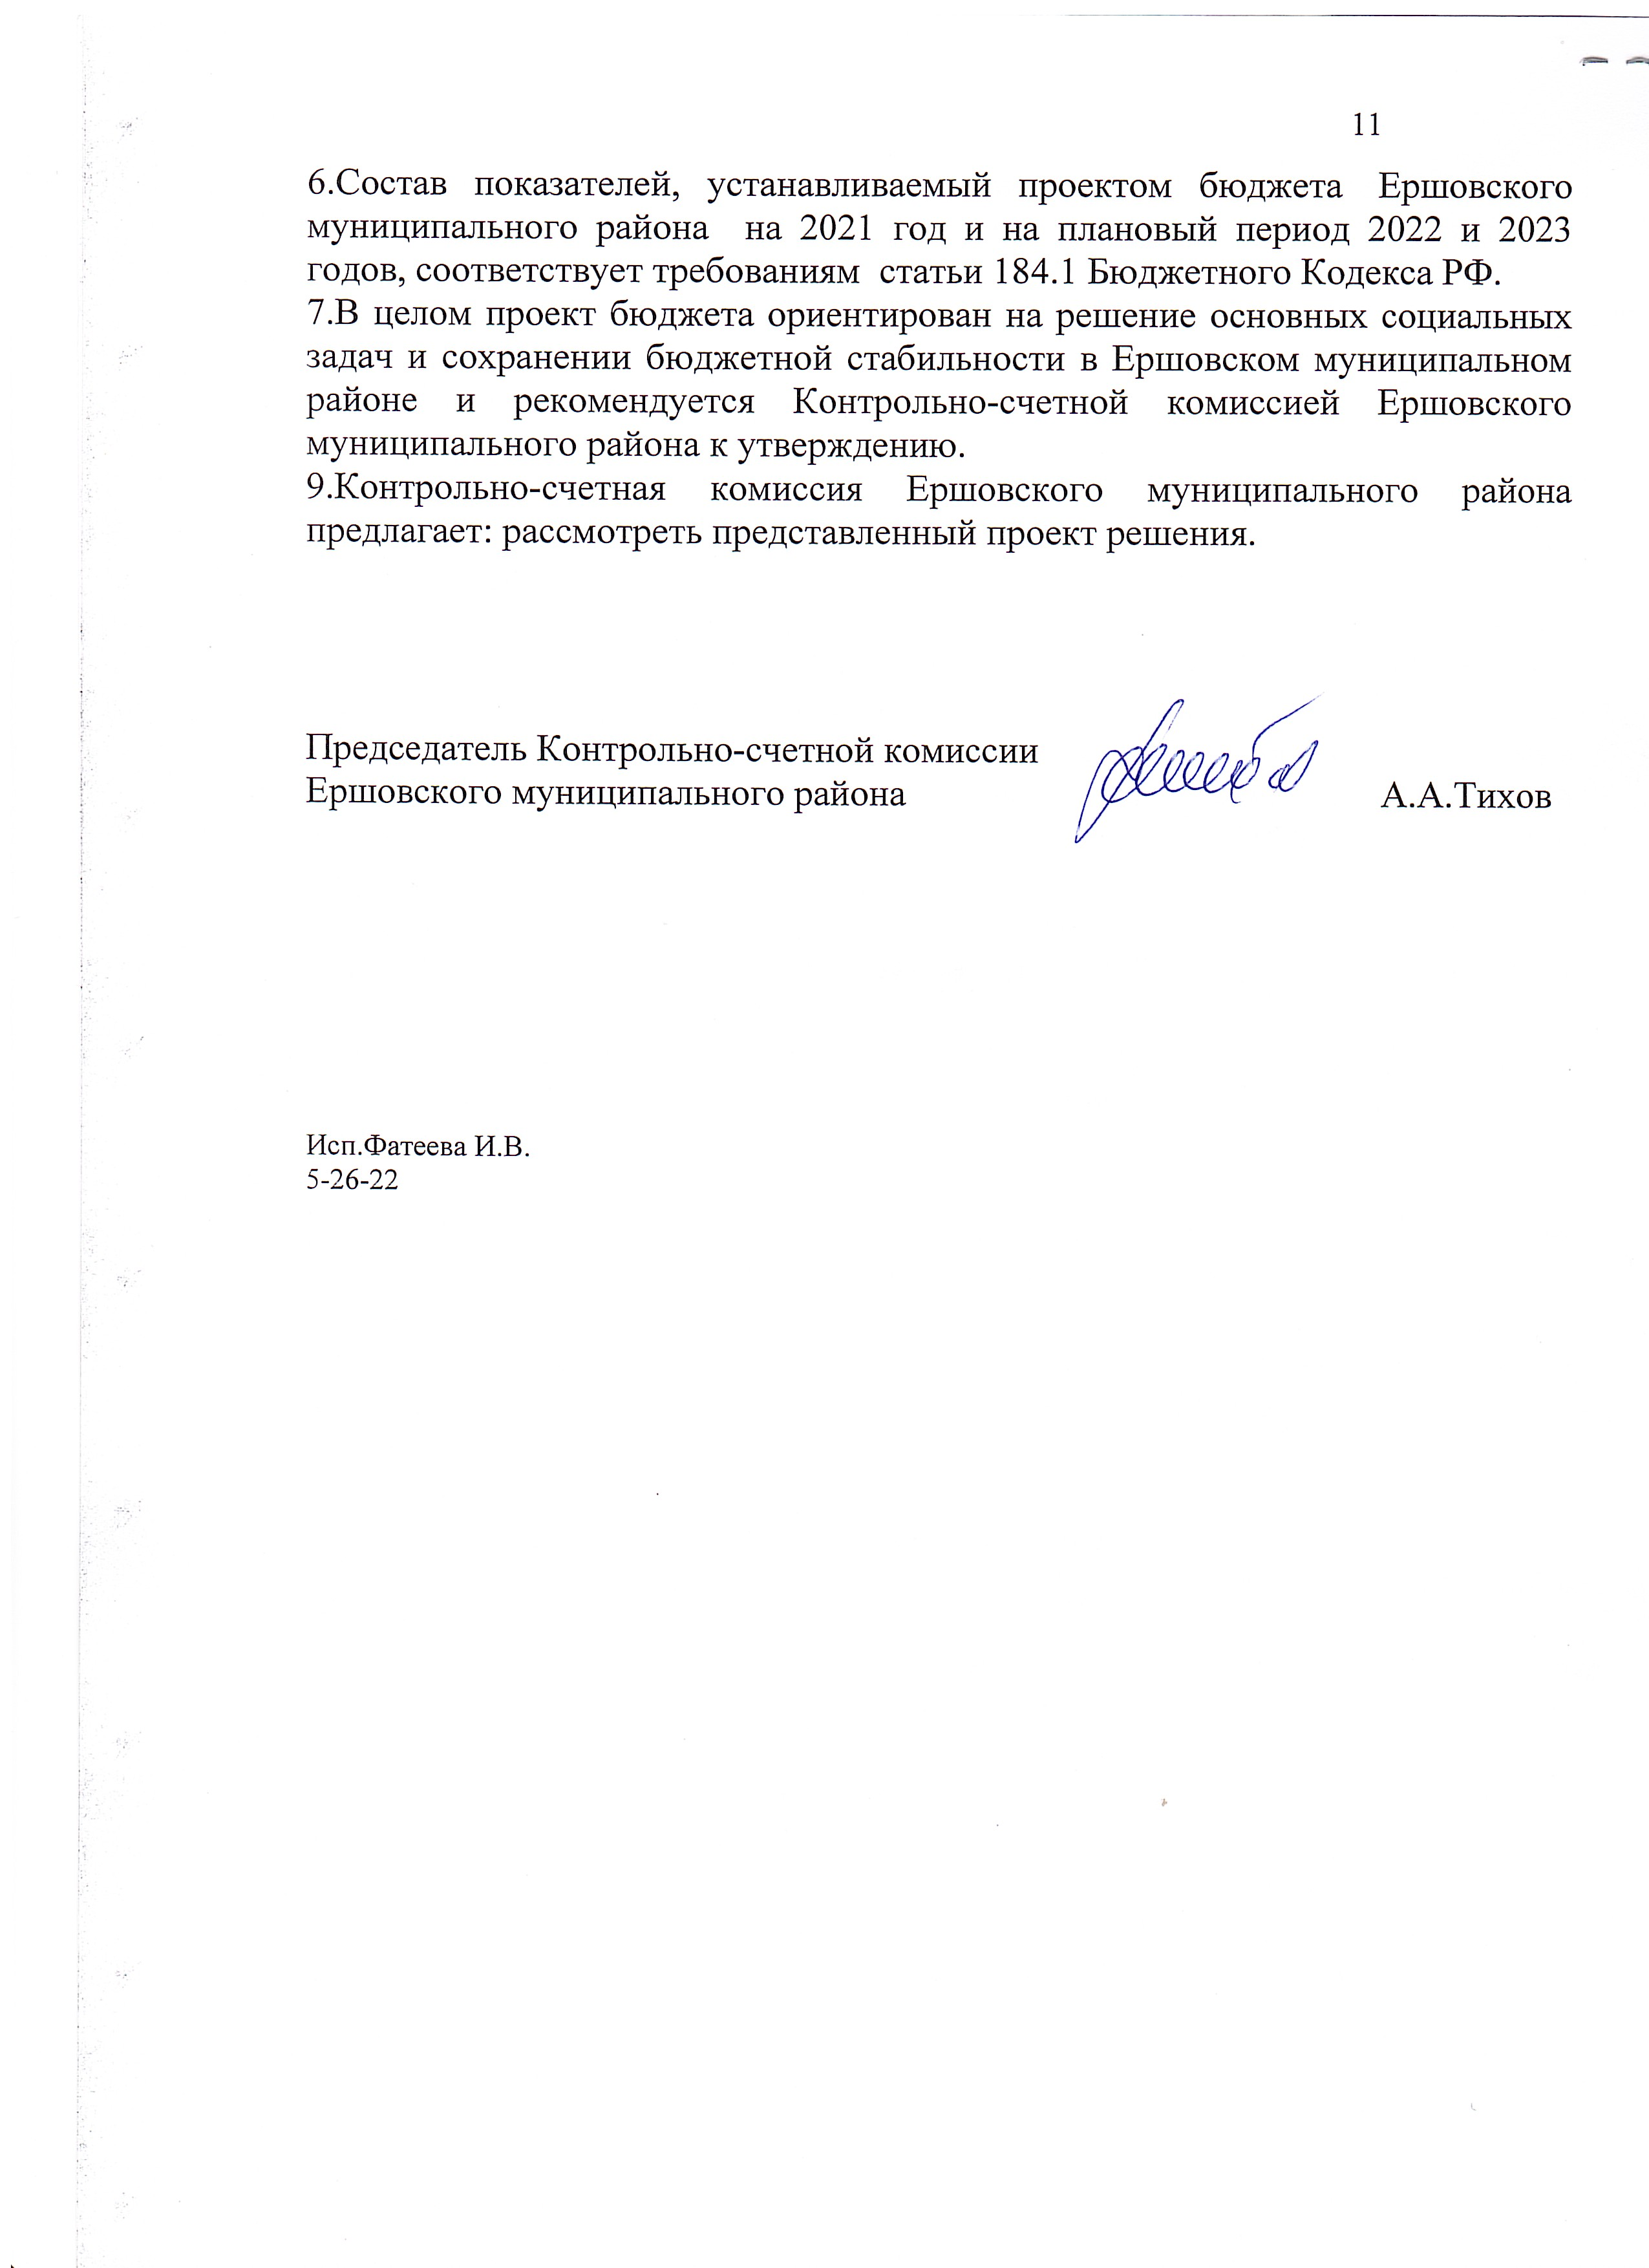 11
6.Состав показателей, устанавливаемый проектом бюджета Ершовского
муниципального района на 2021 год и на плановый период 2022 и 2023
годов, соответствует требованиям статьи 184.1 Бюджетного Кодекса РФ.
7.В целом проект бюджета ориентирован на решение основных социальных
задач и сохранении бюджетной стабильности в Ершовском муниципальном
районе и рекомендуется Контрольно-счетной комиссией Ершовского
муниципального района к утверждению.
9.Контрольно-счетная комиссия Ершовского муниципального района
предлагает: рассмотреть представленный проект решения.
Председатель Контрольно-счетной комиссии
Ершовского муниципального района А.А.Тихов
Исп.Фатеева И.В.
5-26-22